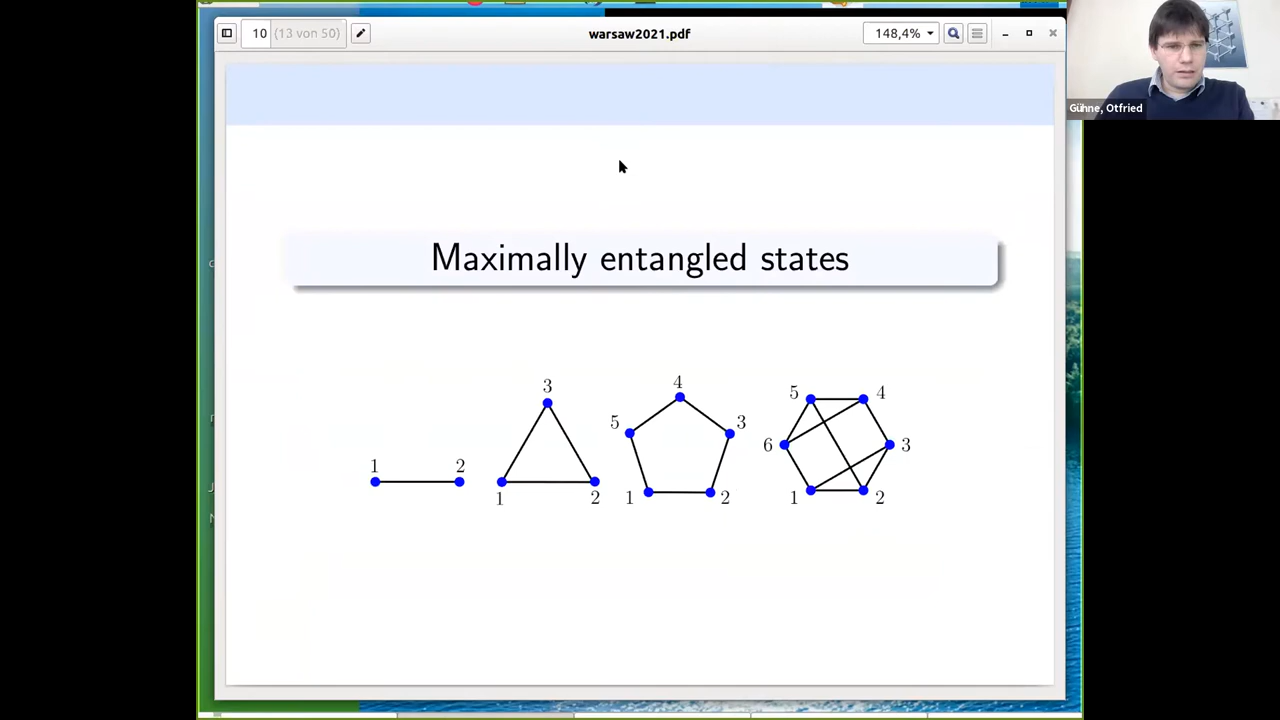 10
(13 von 50)
warsaw2021.pdf
148,4%
Gühne, Otfried
Maximally entangled states
1 2
3
1 2
4
5 3
1 2
5 4
6 3
1 2